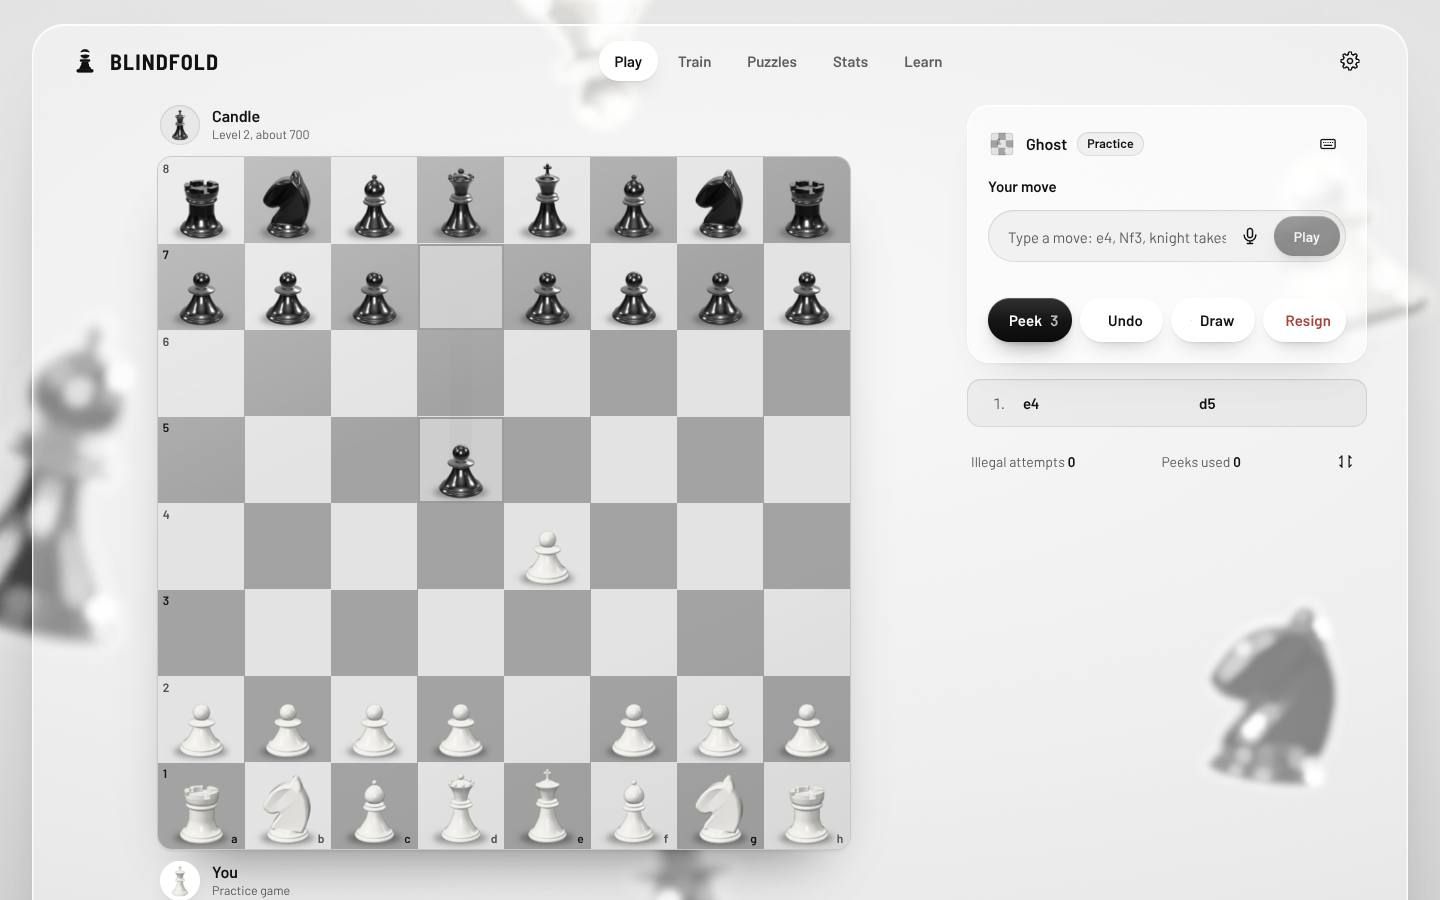 BLINDFOLD
Play Train Puzzles Stats Learn
Candle
Level 2, about 700
8
7
6
5
4
3
2
1
a b c d e f g h
You
Practice game
Ghost Practice
Your move
Type a move: e4, Nf3, knight takes
Play
Peek 3 Undo Draw Resign
1. e4 d5
Illegal attempts 0 Peeks used 0